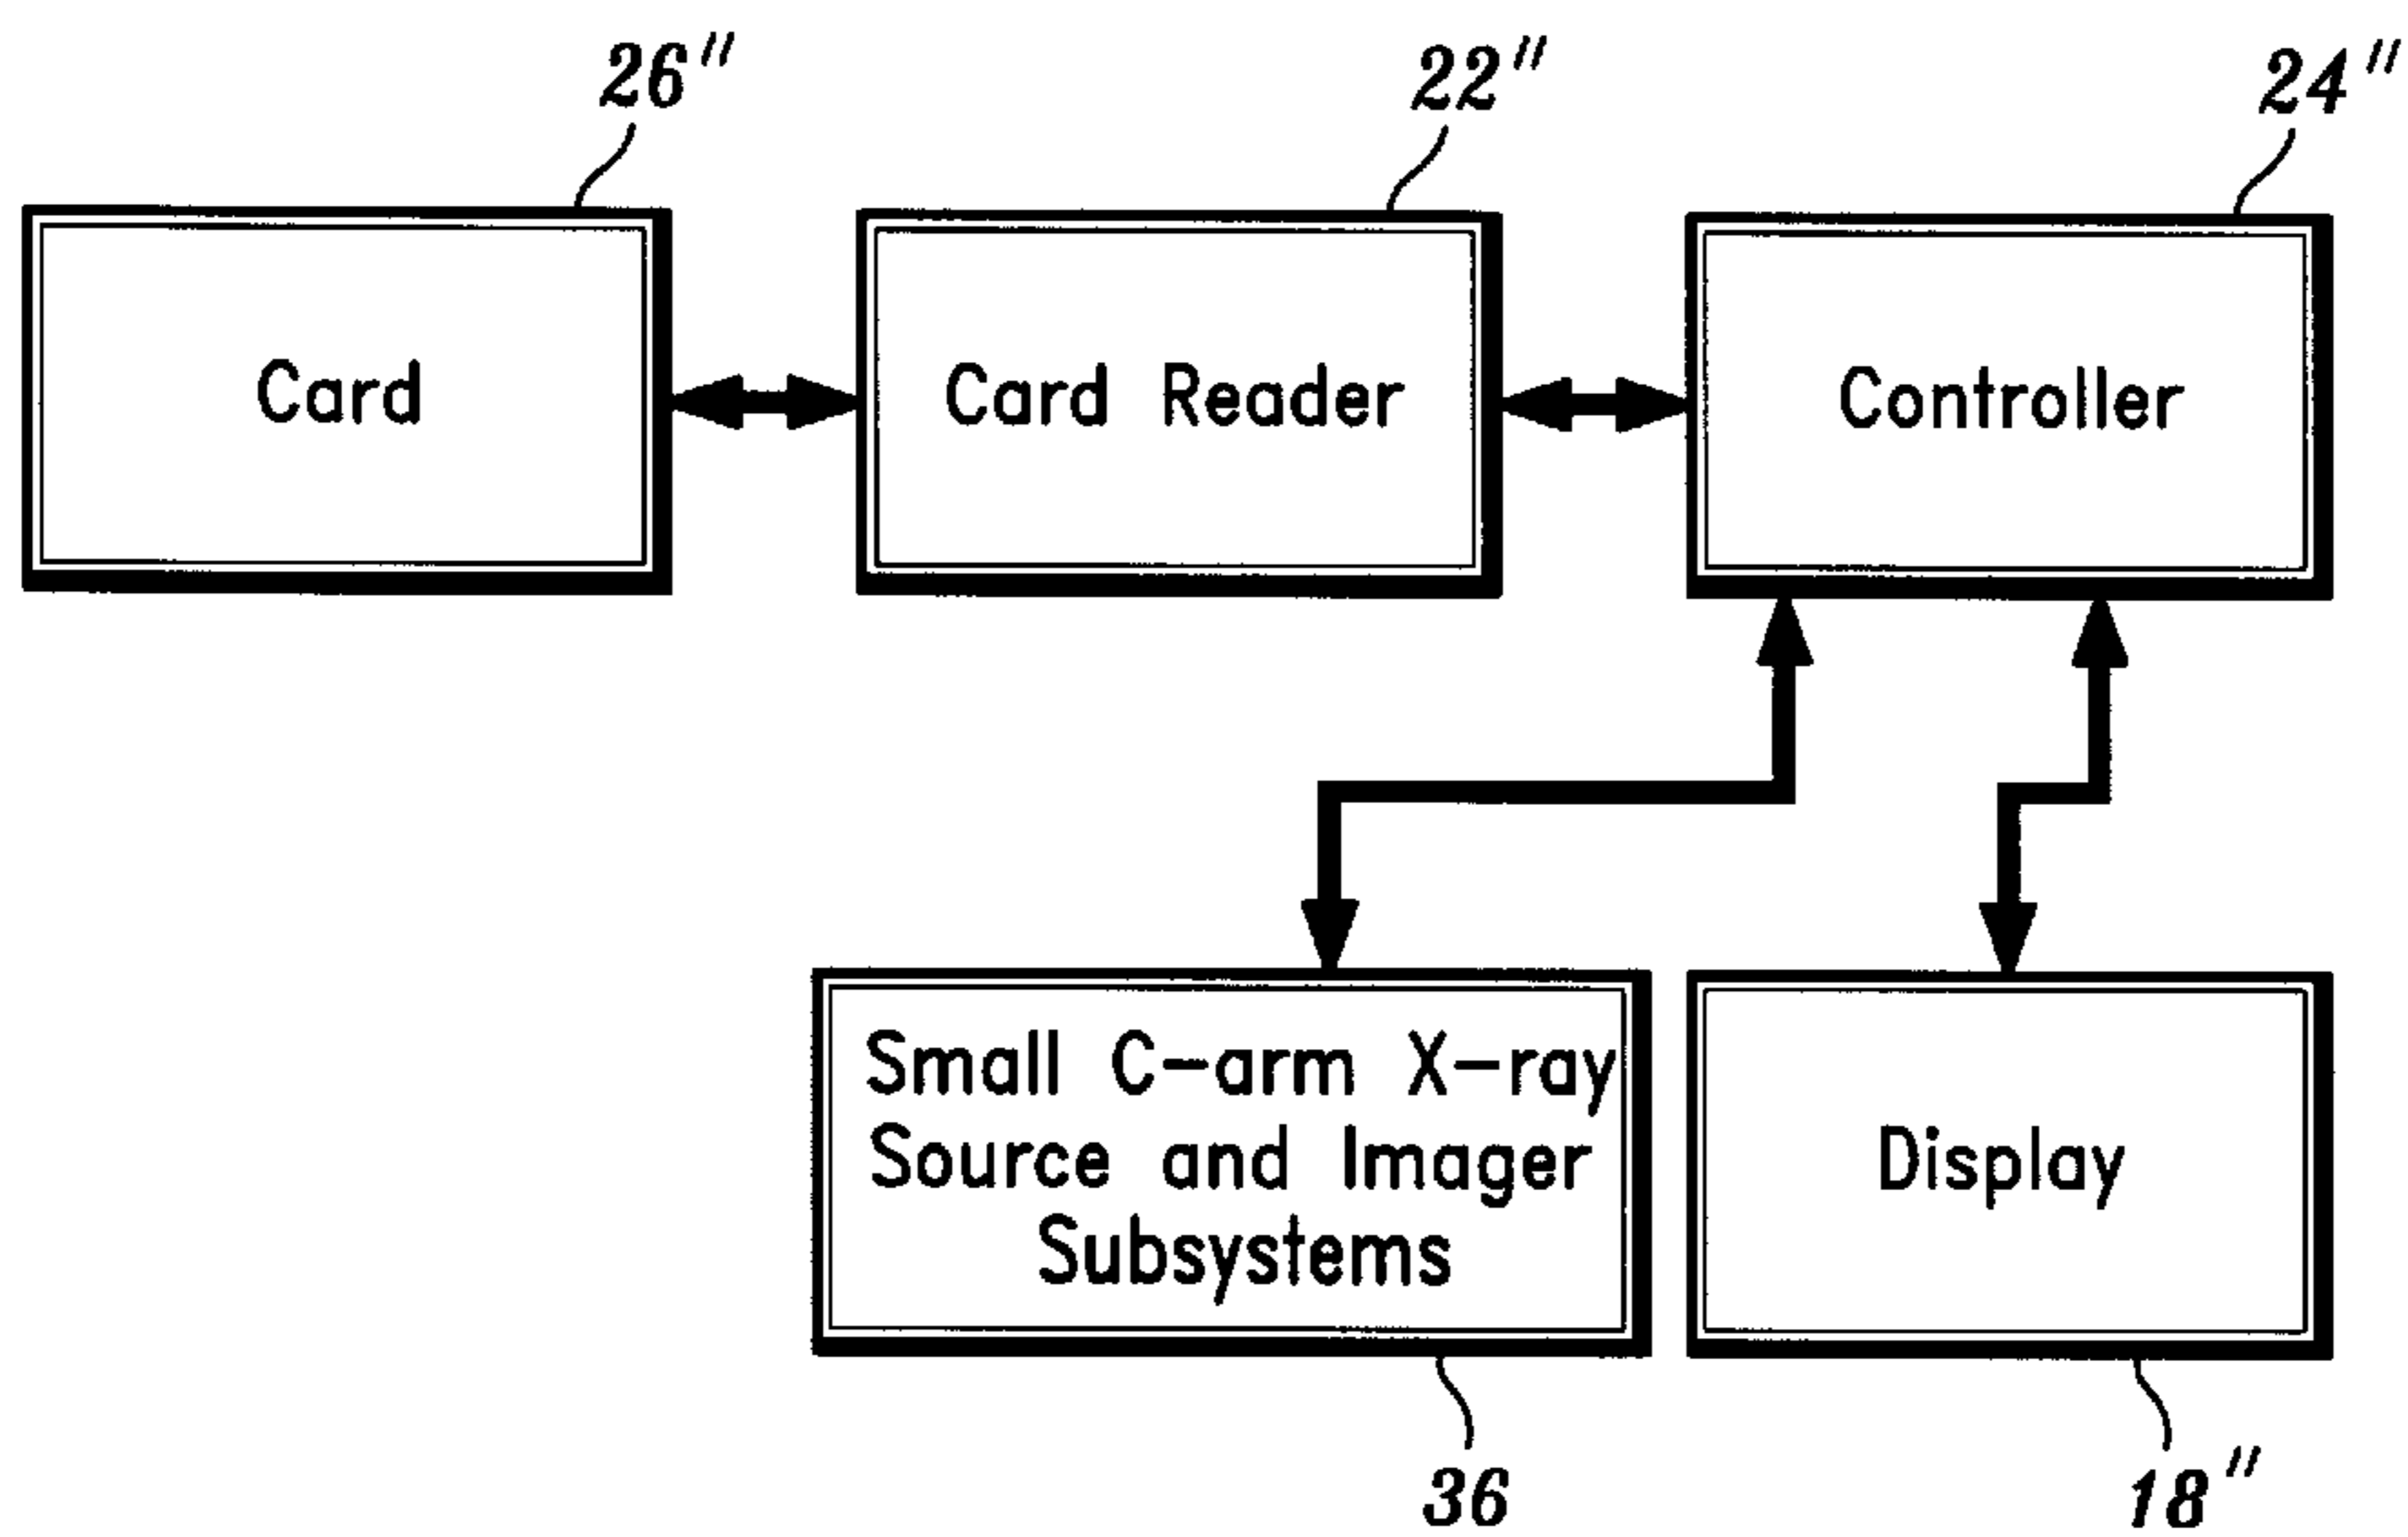 26"
22"
24"
Card
Card Reader
Controller
Small C-arm X-ray
Source and Imager
Subsystems
Display
36
18"